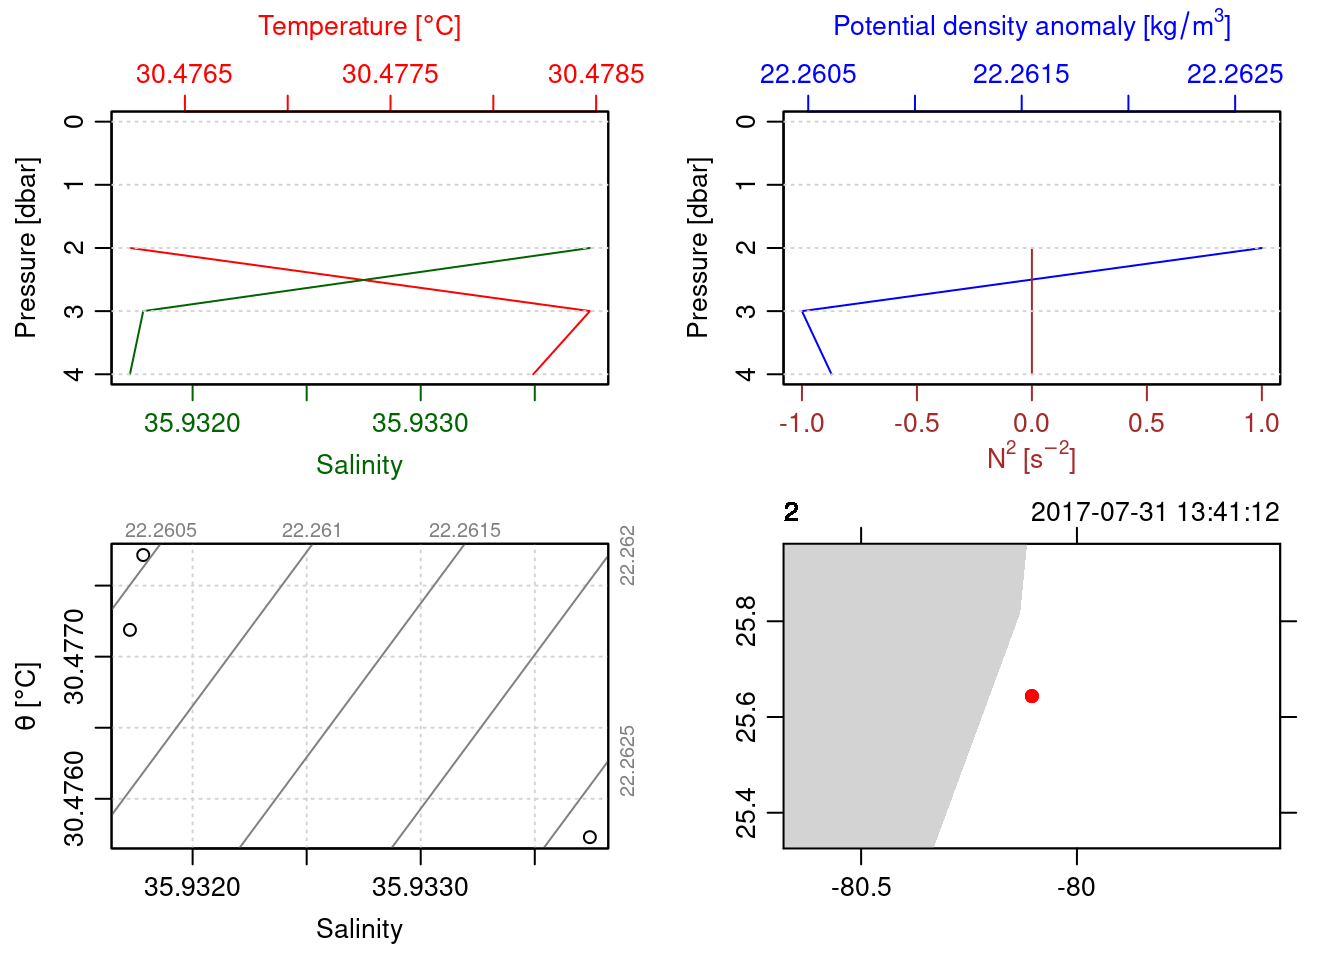 Temperature [°C]
30.4765 30.4775 30.4785
0
1
2
3
4
Pressure [dbar]
35.9320 35.9330
Salinity
Potential density anomaly [kg/m³]
22.2605 22.2615 22.2625
0
1
2
3
4
Pressure [dbar]
-1.0 -0.5 0.0 0.5 1.0
N² [s⁻²]
22.2605 22.261 22.2615
22.262
22.2625
30.4770
30.4760
θ [°C]
35.9320 35.9330
Salinity
2 2017-07-31 13:41:12
25.8
25.6
25.4
-80.5 -80